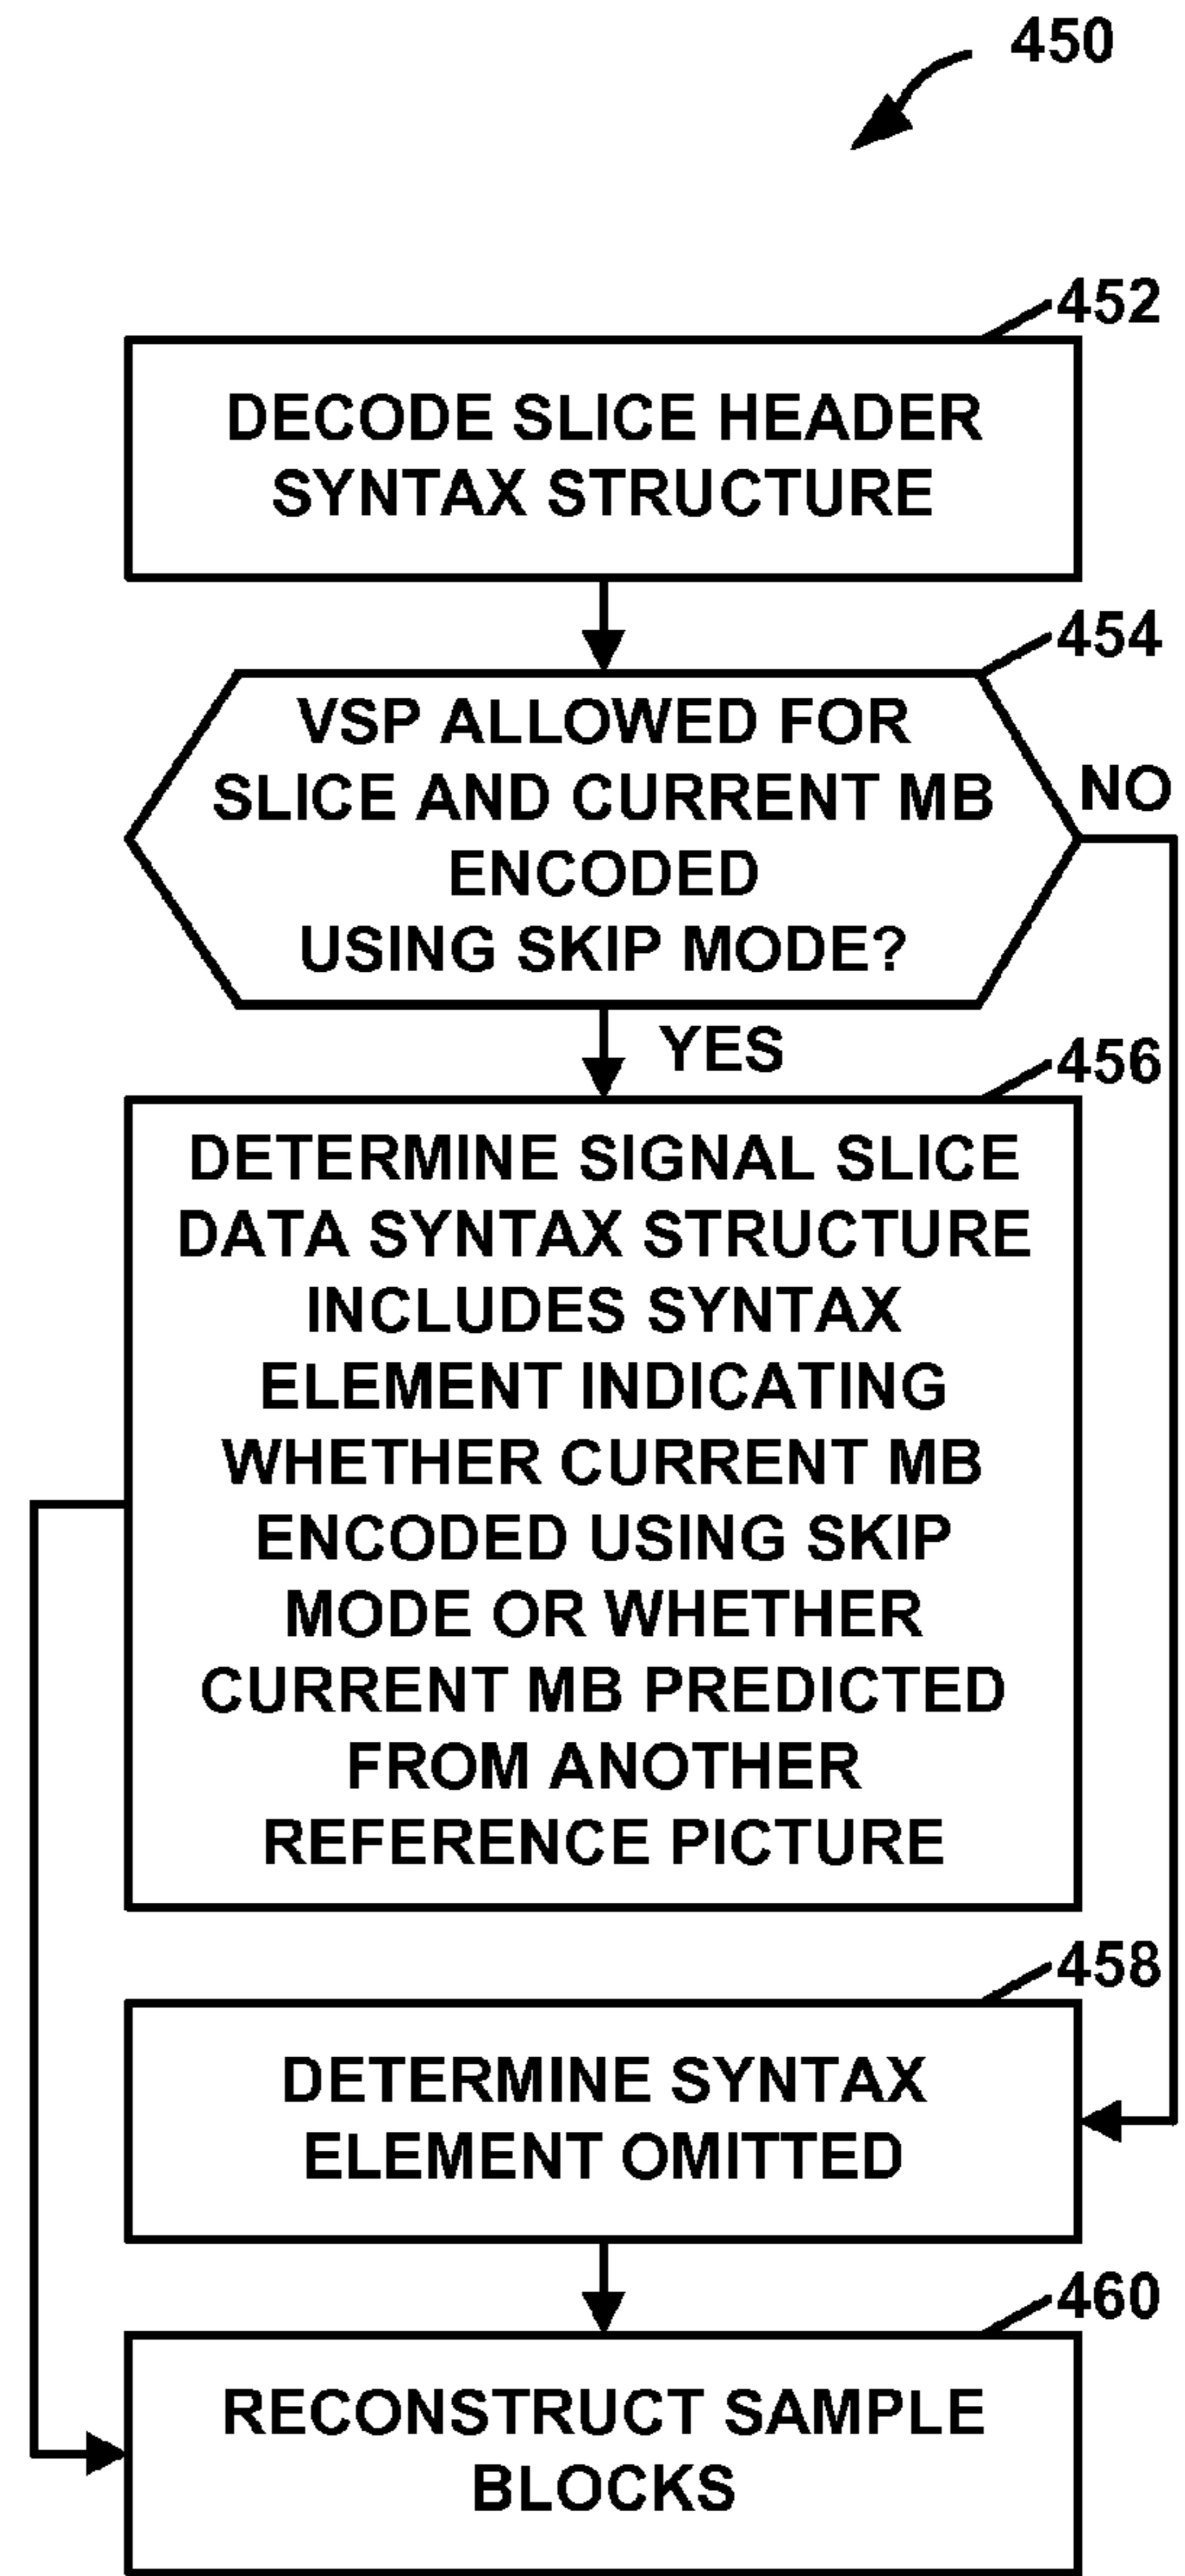 450
452
DECODE SLICE HEADER
SYNTAX STRUCTURE
454
VSP ALLOWED FOR
SLICE AND CURRENT MB
ENCODED
USING SKIP MODE?
NO
YES
456
DETERMINE SIGNAL SLICE
DATA SYNTAX STRUCTURE
INCLUDES SYNTAX
ELEMENT INDICATING
WHETHER CURRENT MB
ENCODED USING SKIP
MODE OR WHETHER
CURRENT MB PREDICTED
FROM ANOTHER
REFERENCE PICTURE
458
DETERMINE SYNTAX
ELEMENT OMITTED
460
RECONSTRUCT SAMPLE
BLOCKS